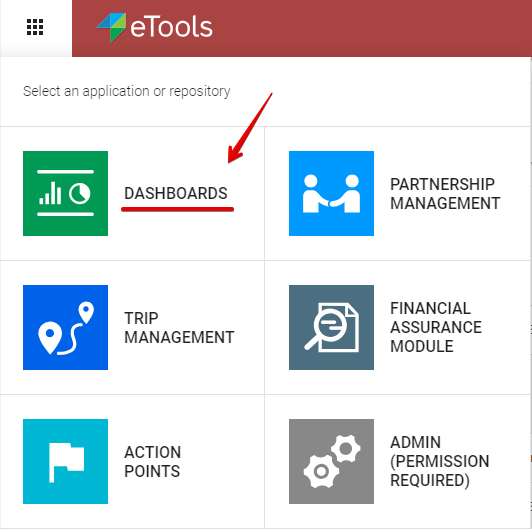 eTools
Select an application or repository
DASHBOARDS
PARTNERSHIP
MANAGEMENT
TRIP
MANAGEMENT
FINANCIAL
ASSURANCE
MODULE
ACTION
POINTS
ADMIN
(PERMISSION
REQUIRED)